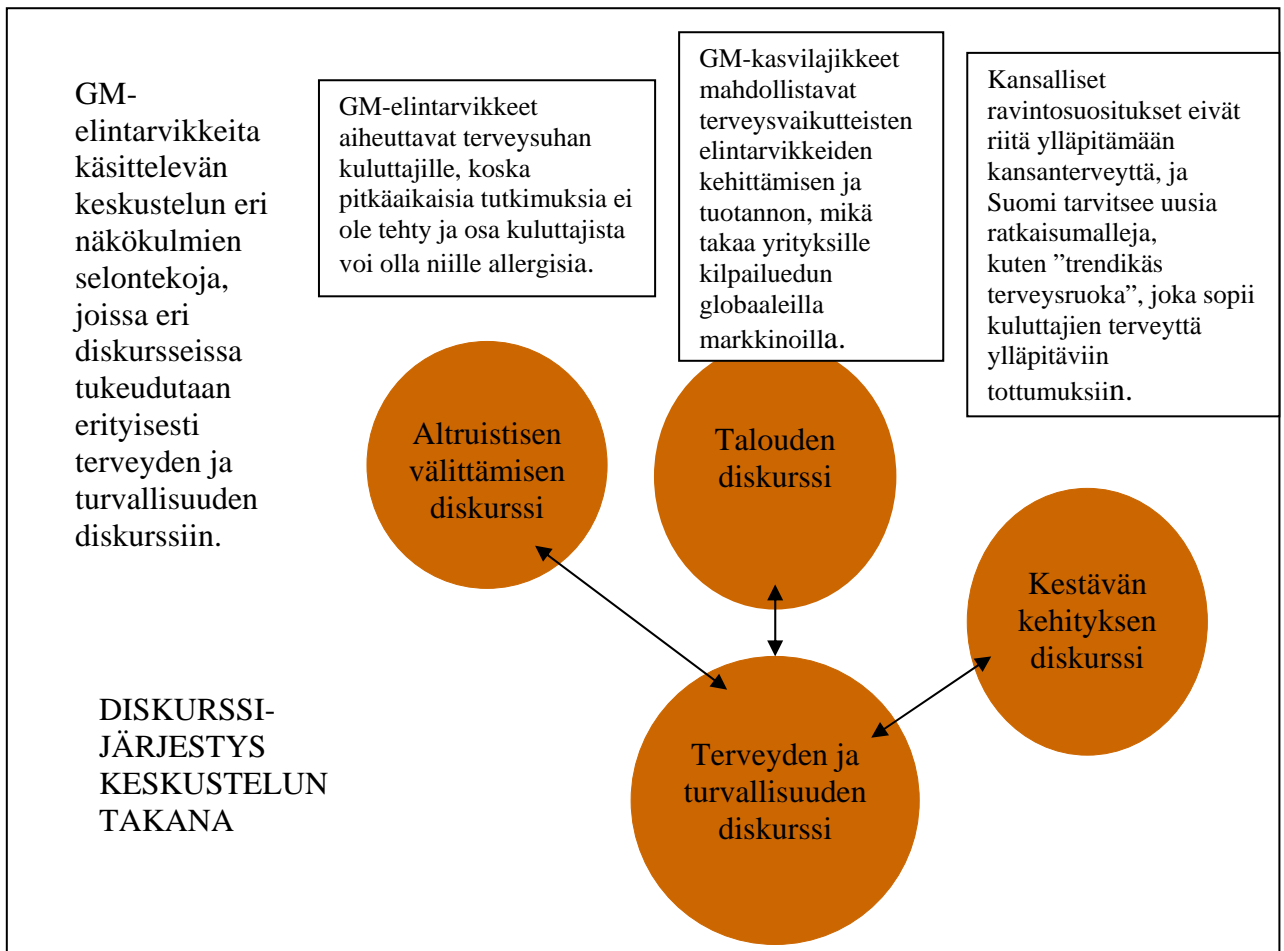 GM-
elintarvikkeita
käsittelevän
keskustelun eri
näkökulmien
selontekoja,
joissa eri
diskursseissa
tukeudutaan
erityisesti
terveyden ja
turvallisuuden
diskurssiin.
GM-elintarvikkeet
aiheuttavat terveysuhan
kuluttajille, koska
pitkäaikaisia tutkimuksia ei
ole tehty ja osa kuluttajista
voi olla niille allergisia.
GM-kasvilajikkeet
mahdollistavat
terveysvaikutteisten
elintarvikkeiden
kehittämisen ja
tuotannon, mikä
takaa yrityksille
kilpailuedun
globaaleilla
markkinoilla.
Kansalliset
ravintosuositukset eivät
riitä ylläpitämään
kansanterveyttä, ja
Suomi tarvitsee uusia
ratkaisumalleja,
kuten ”trendikäs
terveysruoka”, joka sopii
kuluttajien terveyttä
ylläpitäviin
tottumuksiin.
Altruistisen
välittämisen
diskurssi
Talouden
diskurssi
Kestävän
kehityksen
diskurssi
DISKURSSI-
JÄRJESTYS
KESKUSTELUN
TAKANA
Terveyden ja
turvallisuuden
diskurssi